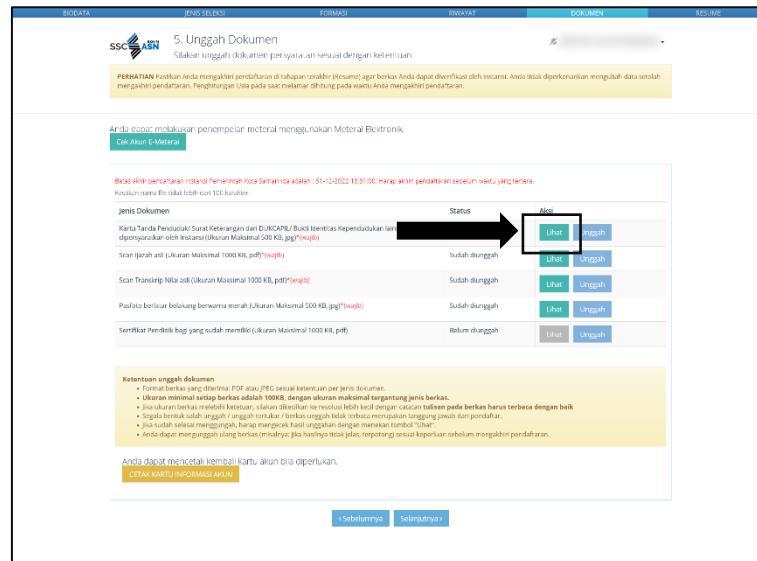 BIODATA JENIS SELEKSI FORMASI RIWAYAT DOKUMEN RESUME
SSC ASN
5. Unggah Dokumen
Silakan unggah dokumen persyaratan sesuai dengan ketentuan
PERHATIAN Pastikan Anda mengakhiri pendaftaran di tahapan terakhir (Resume) agar berkas Anda dapat diverifikasi oleh instansi. Anda tidak diperkenankan mengubah data setelah
mengakhiri pendaftaran. Penghitungan Usia pada saat melamar dihitung pada waktu Anda mengakhiri pendaftaran.
Anda dapat melakukan penempelan meterai menggunakan Meterai Elektronik.
Cek Akun E-Meterai
Batas akhir pendaftaran instansi Pemerintah Kota Samarinda adalah : 31-12-2022 18:31:00. Harap akhiri pendaftaran sebelum waktu yang tertera.
Pastikan nama file tidak lebih dari 100 karakter
Jenis Dokumen Status Aksi
Kartu Tanda Penduduk/ Surat Keterangan dari DUKCAPIL/ Bukti Identitas Kependudukan lain
dipersyaratkan oleh Instansi (Ukuran Maksimal 500 KB, jpg)*(wajib) Lihat Unggah
Scan Ijazah asli (Ukuran Maksimal 1000 KB, pdf)*(wajib) Sudah diunggah Lihat Unggah
Scan Transkrip Nilai asli (Ukuran Maksimal 1000 KB, pdf)*(wajib) Sudah diunggah Lihat Unggah
Pasfoto berlatar belakang berwarna merah (Ukuran Maksimal 500 KB, jpg)*(wajib) Sudah diunggah Lihat Unggah
Sertifikat Pendidik bagi yang sudah memiliki (Ukuran Maksimal 1000 KB, pdf) Belum diunggah Lihat Unggah
Ketentuan unggah dokumen
• Format berkas yang diterima: PDF atau JPEG sesuai ketentuan per jenis dokumen.
• Ukuran minimal setiap berkas adalah 100KB, dengan ukuran maksimal tergantung jenis berkas.
• Jika ukuran berkas melebihi ketetuan, silakan dikecilkan ke resolusi lebih kecil dengan catatan tulisan pada berkas harus terbaca dengan baik
• Segala bentuk salah unggah / unggah tertukar / berkas unggah tidak terbaca merupakan tanggung jawab dari pendaftar.
• Jika sudah selesai mengunggah, harap mengecek hasil unggahan dengan menekan tombol "Lihat".
• Anda dapat mengunggah ulang berkas (misalnya: jika hasilnya tidak jelas, terpotong) sesuai keperluan sebelum mengakhiri pendaftaran.
Anda dapat mencetak kembali kartu akun bila diperlukan.
CETAK KARTU INFORMASI AKUN
‹ Sebelumnya Selanjutnya ›